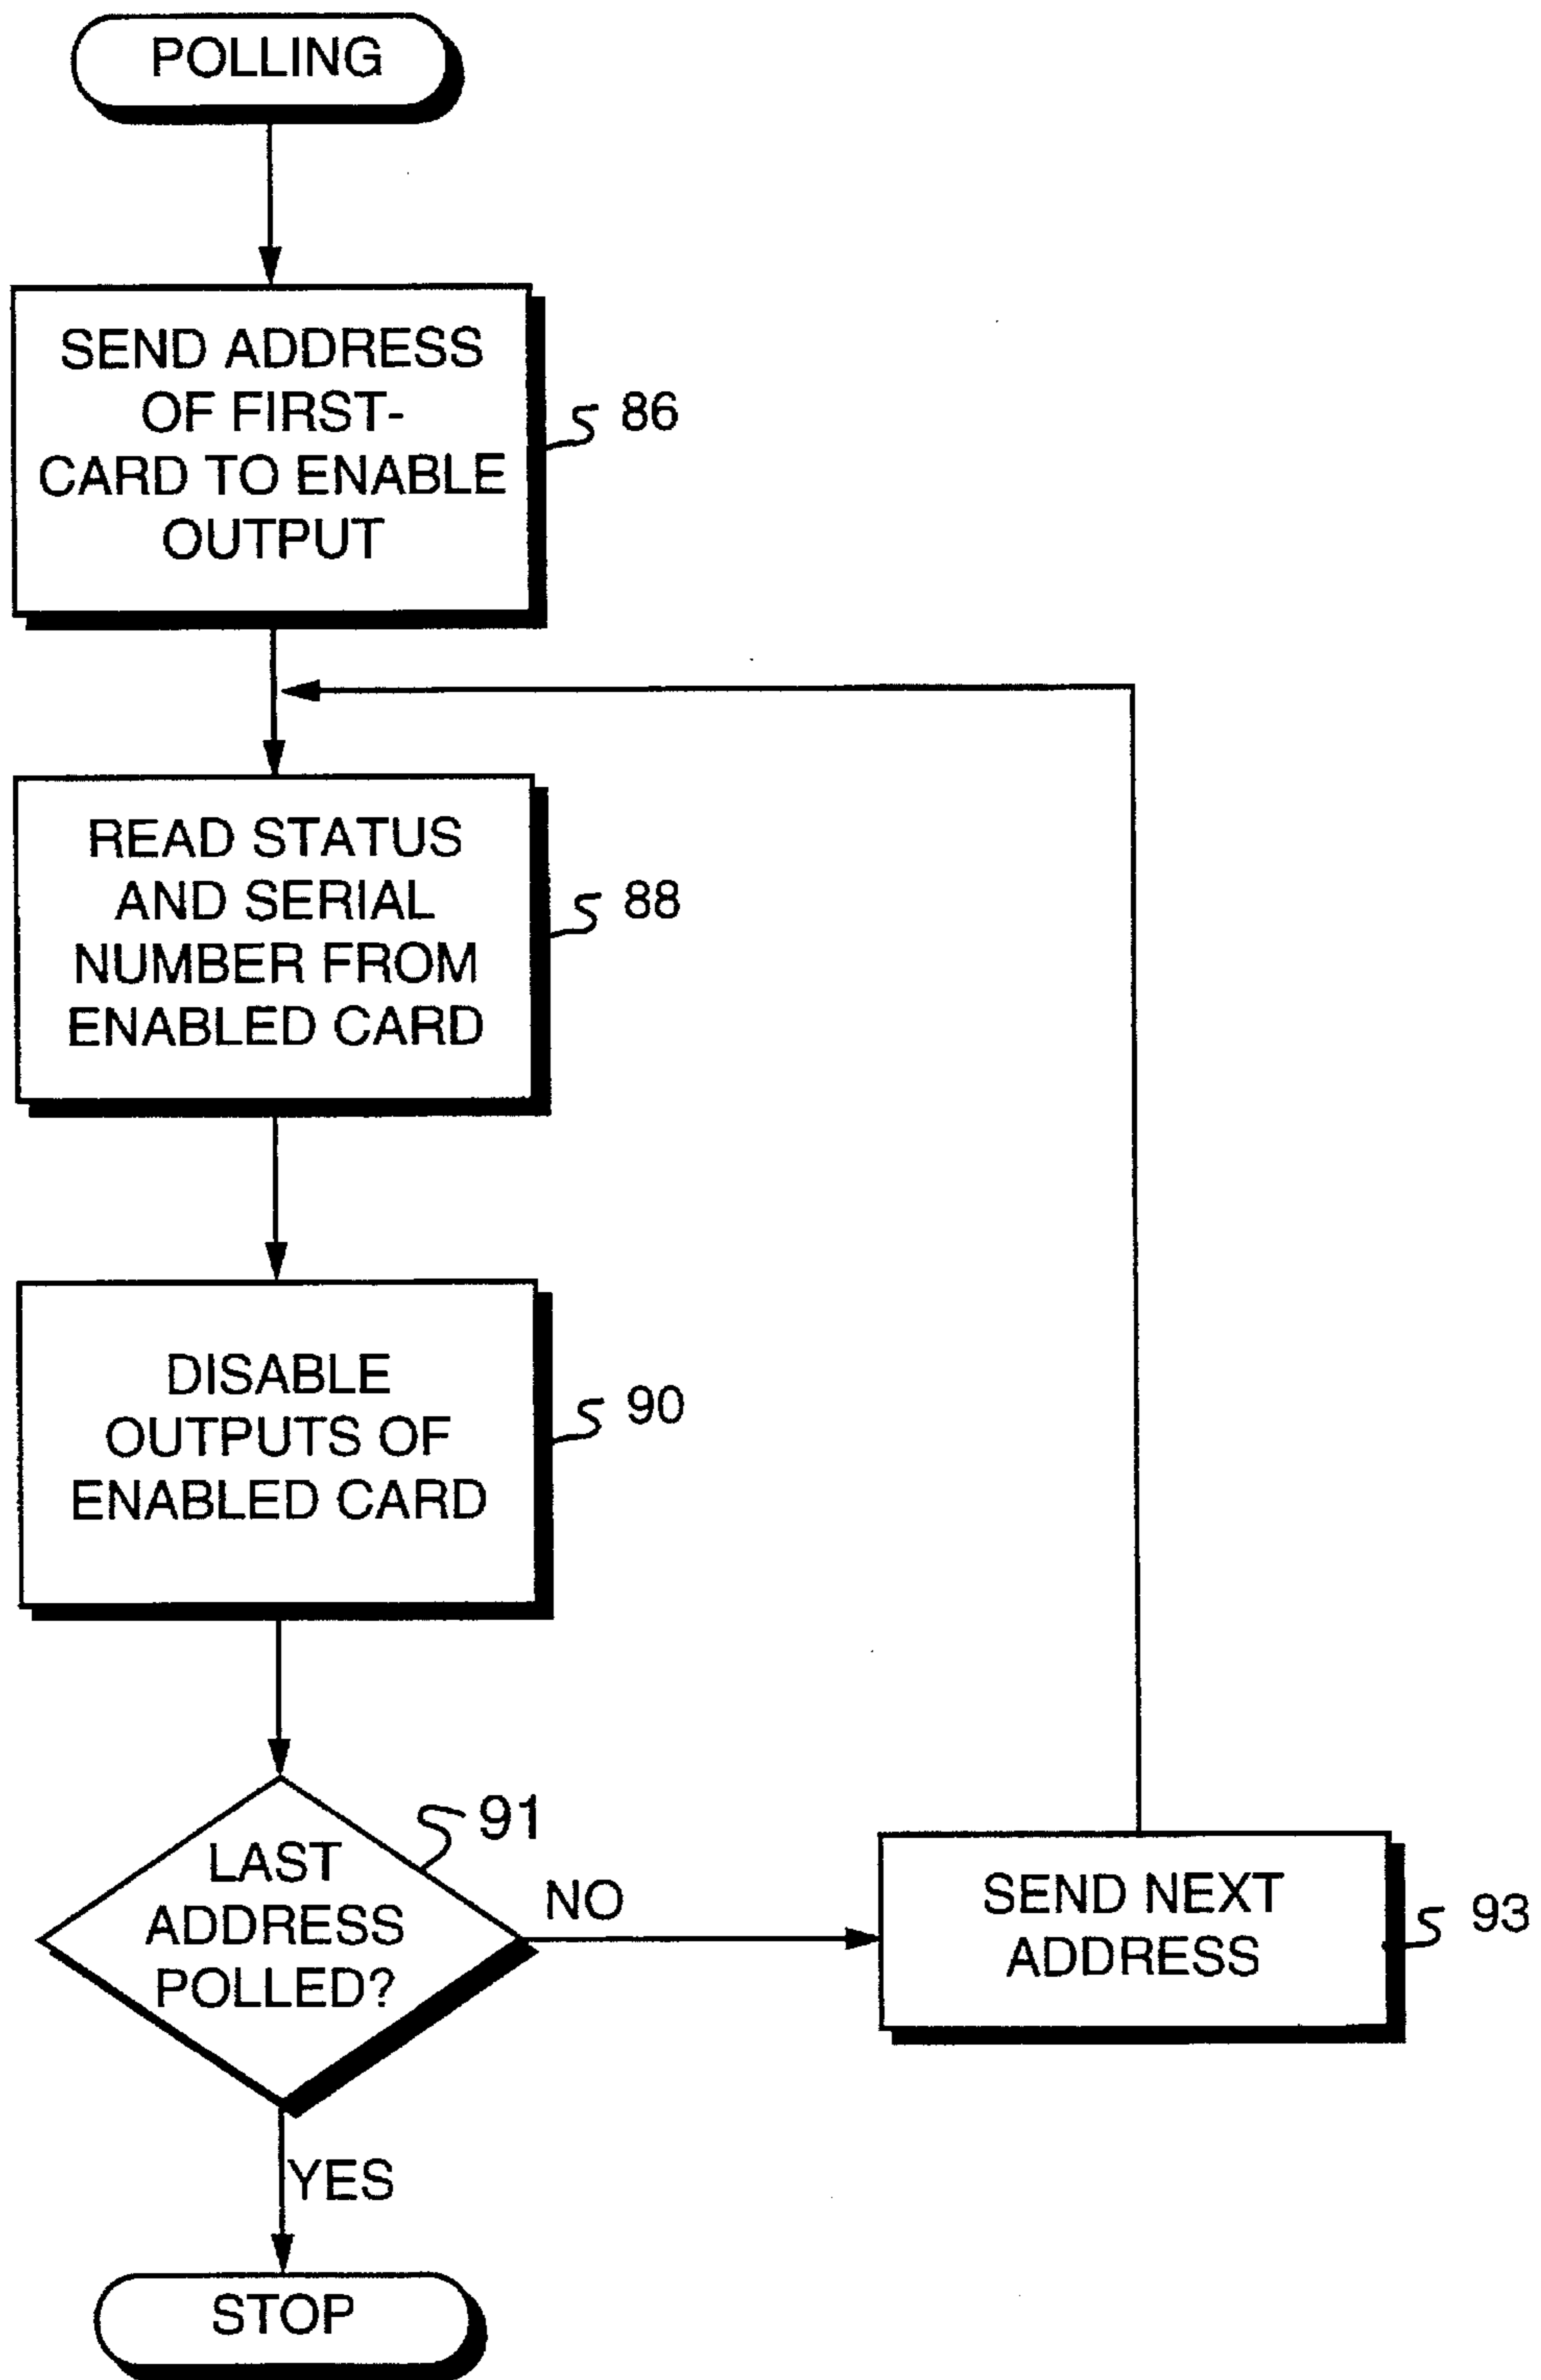 POLLING
SEND ADDRESS
OF FIRST-
CARD TO ENABLE
OUTPUT
86
READ STATUS
AND SERIAL
NUMBER FROM
ENABLED CARD
88
DISABLE
OUTPUTS OF
ENABLED CARD
90
LAST
ADDRESS
POLLED?
91
NO
SEND NEXT
ADDRESS
93
YES
STOP